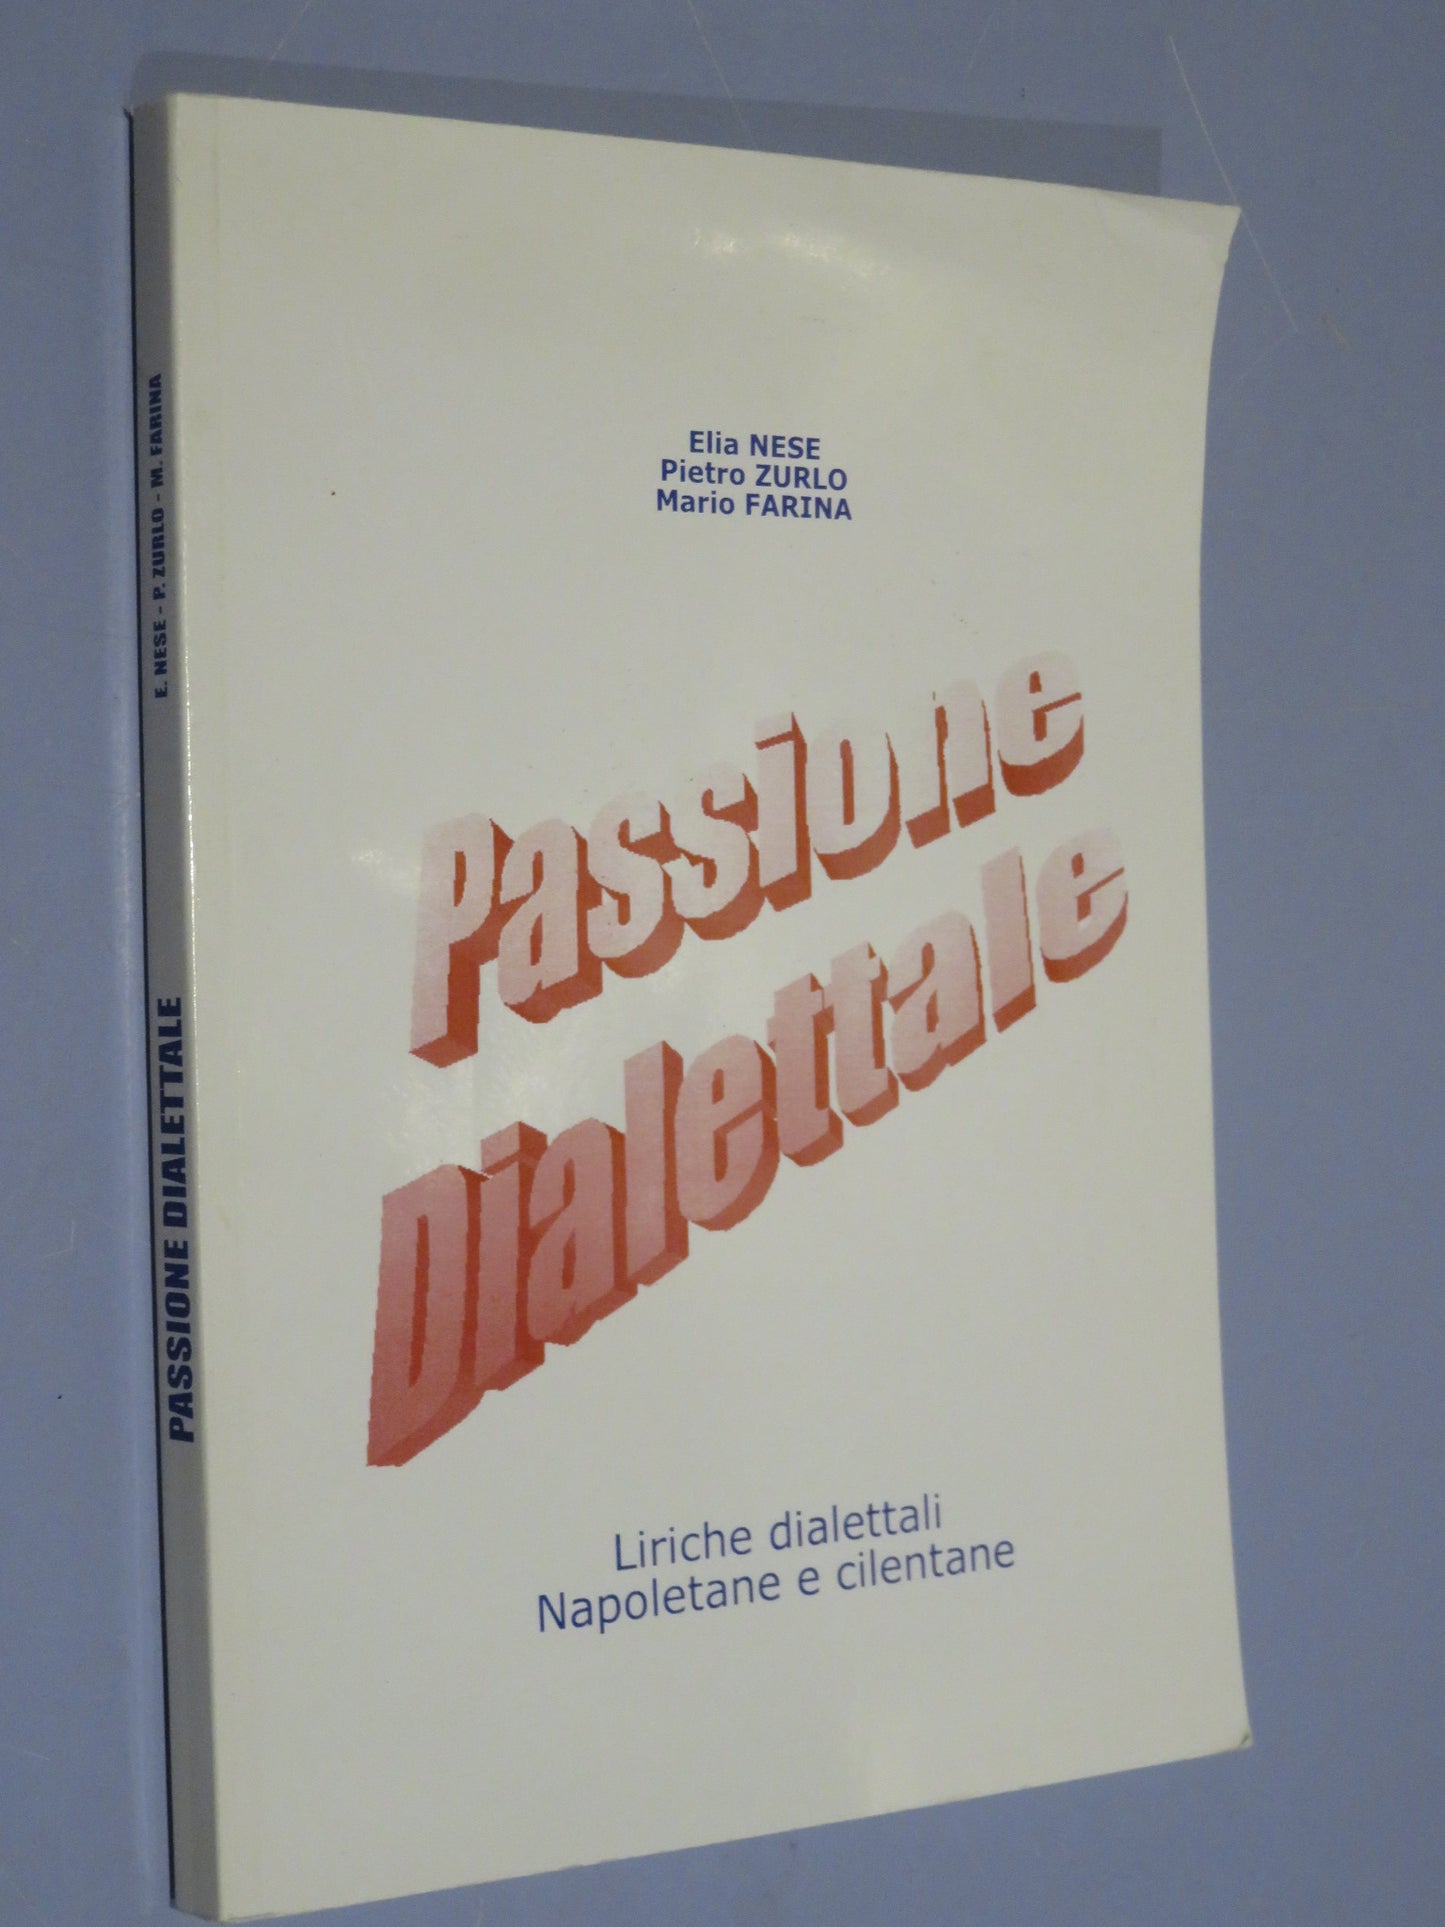 Elia NESE
Pietro ZURLO
Mario FARINA
Passione
Dialettale
Liriche dialettali
Napoletane e cilentane
PASSIONE DIALETTALE E. NESE - P. ZURLO - M. FARINA